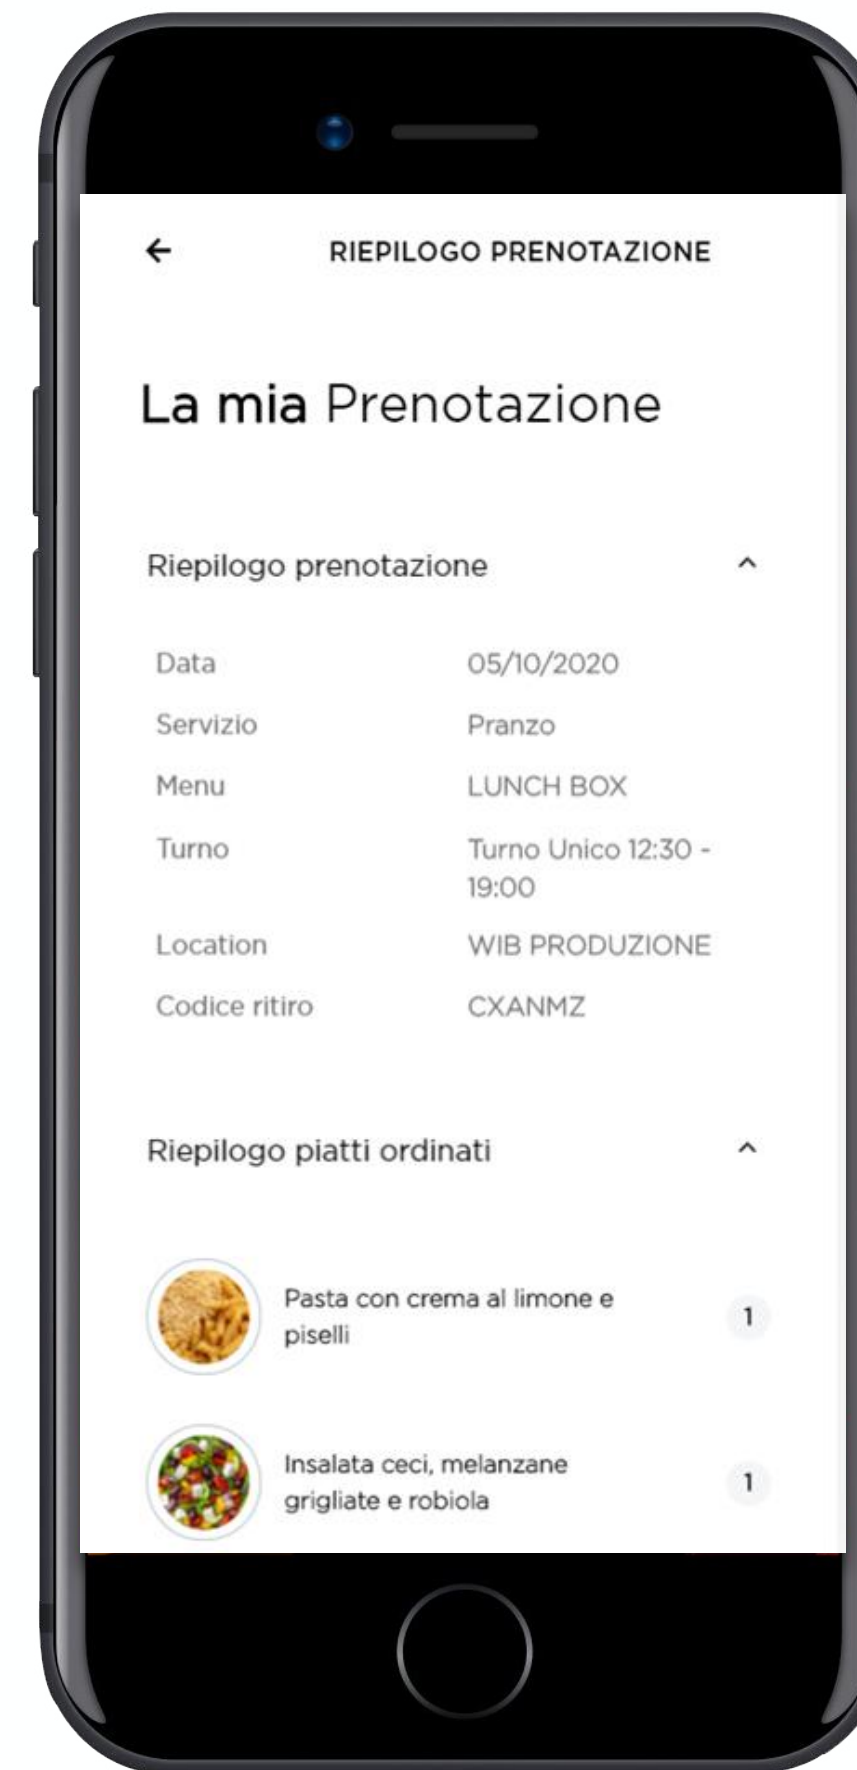 RIEPILOGO PRENOTAZIONE
La mia Prenotazione
Riepilogo prenotazione
Data 05/10/2020
Servizio Pranzo
Menu LUNCH BOX
Turno Turno Unico 12:30 -
19:00
Location WIB PRODUZIONE
Codice ritiro CXANMZ
Riepilogo piatti ordinati
Pasta con crema al limone e
piselli
1
Insalata ceci, melanzane
grigliate e robiola
1